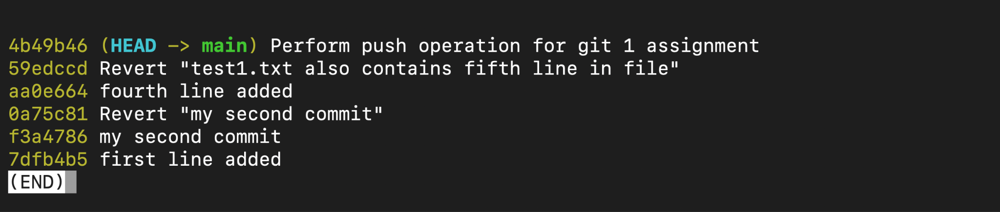 4b49b46 (HEAD -> main) Perform push operation for git 1 assignment
59edccd Revert "test1.txt also contains fifth line in file"
aa0e664 fourth line added
0a75c81 Revert "my second commit"
f3a4786 my second commit
7dfb4b5 first line added
(END)